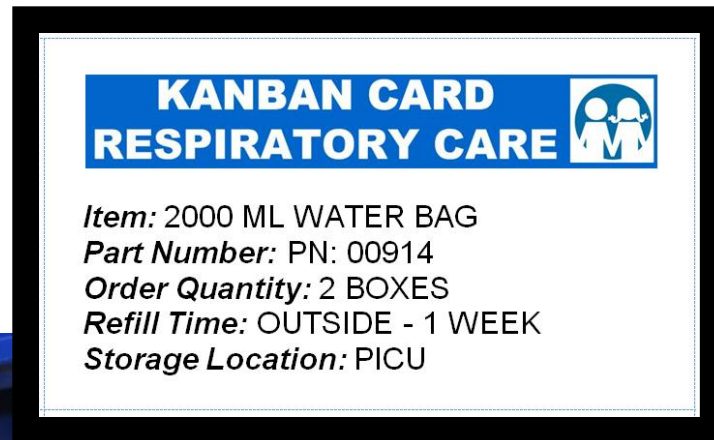 KANBAN CARD
RESPIRATORY CARE
Item: 2000 ML WATER BAG
Part Number: PN: 00914
Order Quantity: 2 BOXES
Refill Time: OUTSIDE - 1 WEEK
Storage Location: PICU